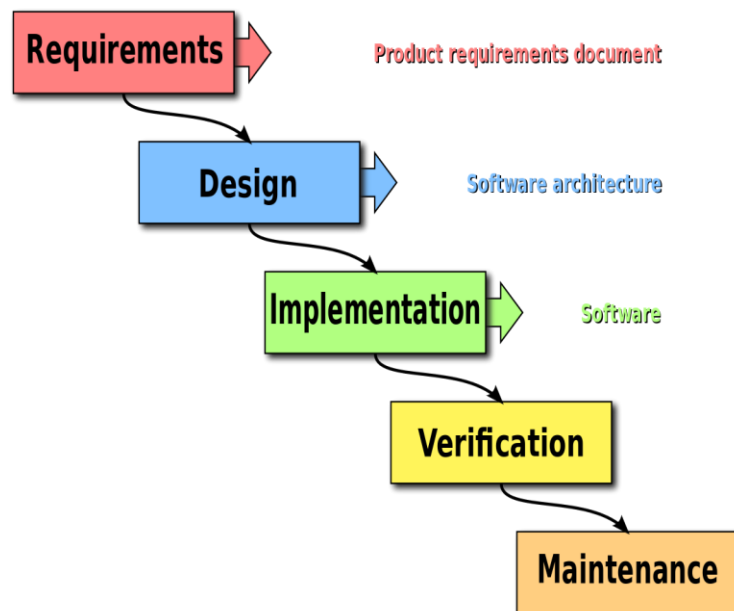 Requirements
Product requirements document
Design
Software architecture
Implementation
Software
Verification
Maintenance